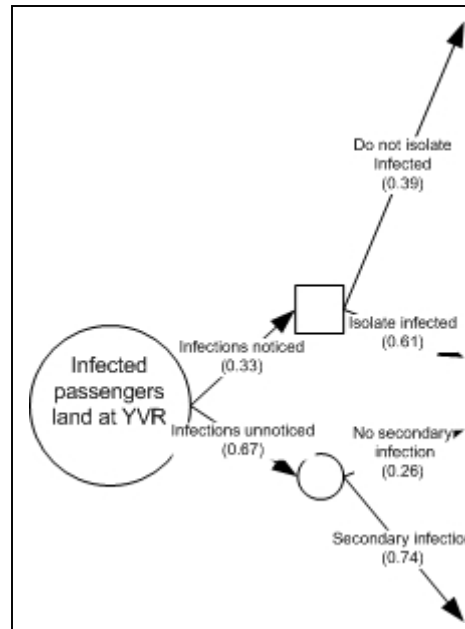 Do not isolate
Infected
(0.39)
Isolate infected
(0.61)
Infections noticed
(0.33)
Infected
passengers
land at YVR
Infections unnoticed
(0.67)
No secondary
infection
(0.26)
Secondary infection
(0.74)